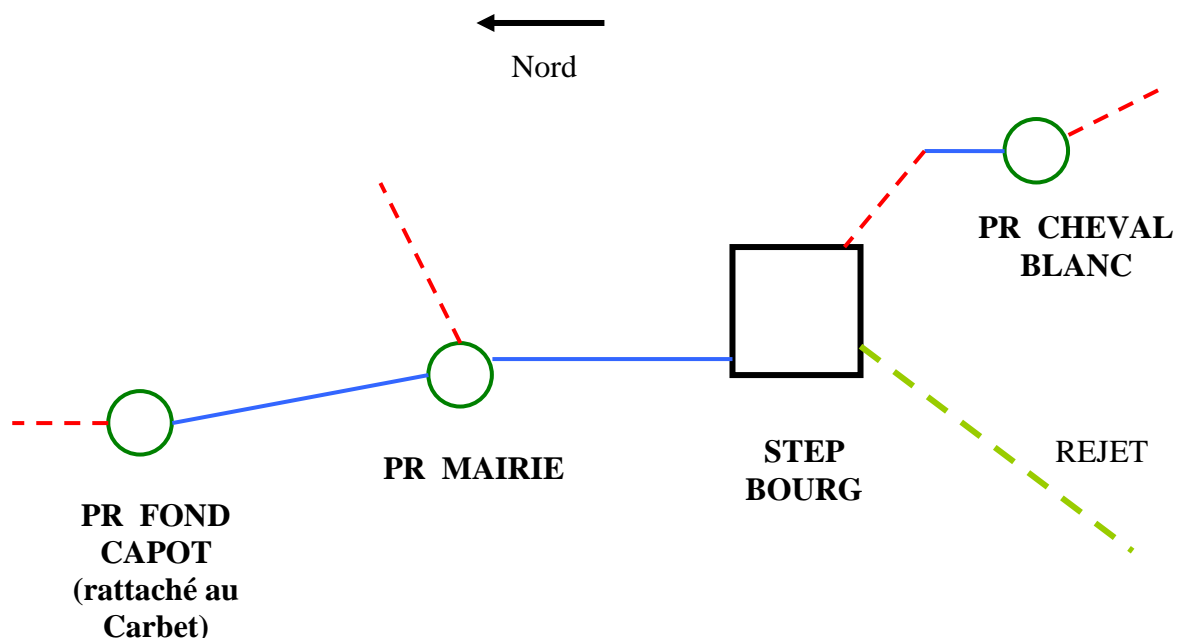 Nord
PR CHEVAL
BLANC
PR MAIRIE
STEP
BOURG
REJET
PR FOND
CAPOT
(rattaché au
Carbet)